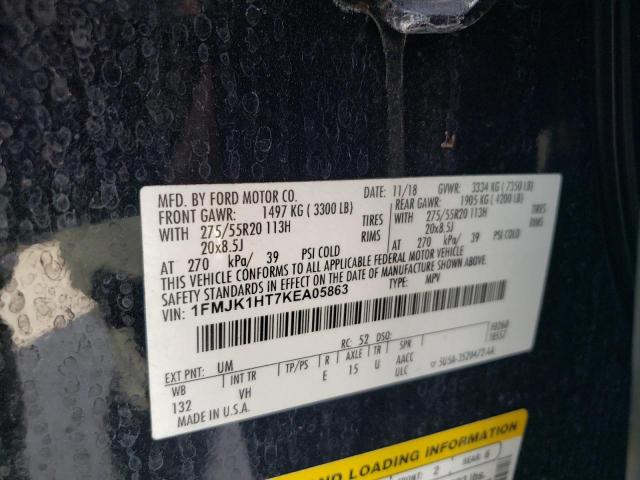 MFD. BY FORD MOTOR CO.
DATE: 11/18 GVWR: 3334 KG (7350 LB)
FRONT GAWR: 1497 KG (3300 LB) REAR GAWR: 1905 KG (4200 LB)
WITH 275/55R20 113H TIRES WITH 275/55R20 113H
20x8.5J RIMS 20x8.5J
AT 270 kPa/ 39 PSI COLD AT 270 kPa/ 39 PSI COLD
THIS VEHICLE CONFORMS TO ALL APPLICABLE FEDERAL MOTOR VEHICLE
SAFETY STANDARDS IN EFFECT ON THE DATE OF MANUFACTURE SHOWN ABOVE.
VIN: 1FMJK1HT7KEA05863 TYPE: MPV
EXT PNT: UM RC: 52 DSO:
WB INT TR TP/PS R AXLE TR SPR
132 VH E 15 U AACC
ULC
MADE IN U.S.A.
AND LOADING INFORMATION
2 REAR: 6
lbs.